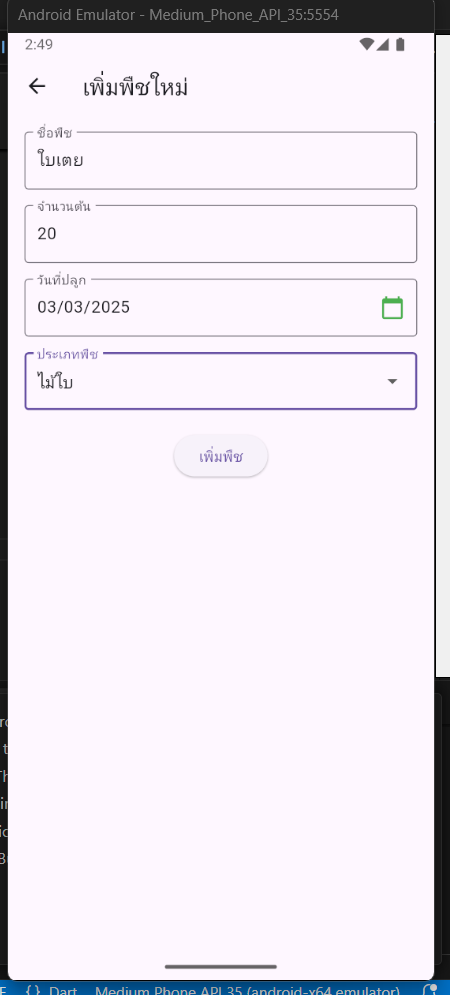 Android Emulator - Medium_Phone_API_35:5554
2:49
เพิ่มพืชใหม่
ชื่อพืช
ใบเตย
จำนวนต้น
20
วันที่ปลูก
03/03/2025
ประเภทพืช
ไม้ใบ
เพิ่มพืช
{} Dart Medium Phone API 35 (android-x64 emulator)